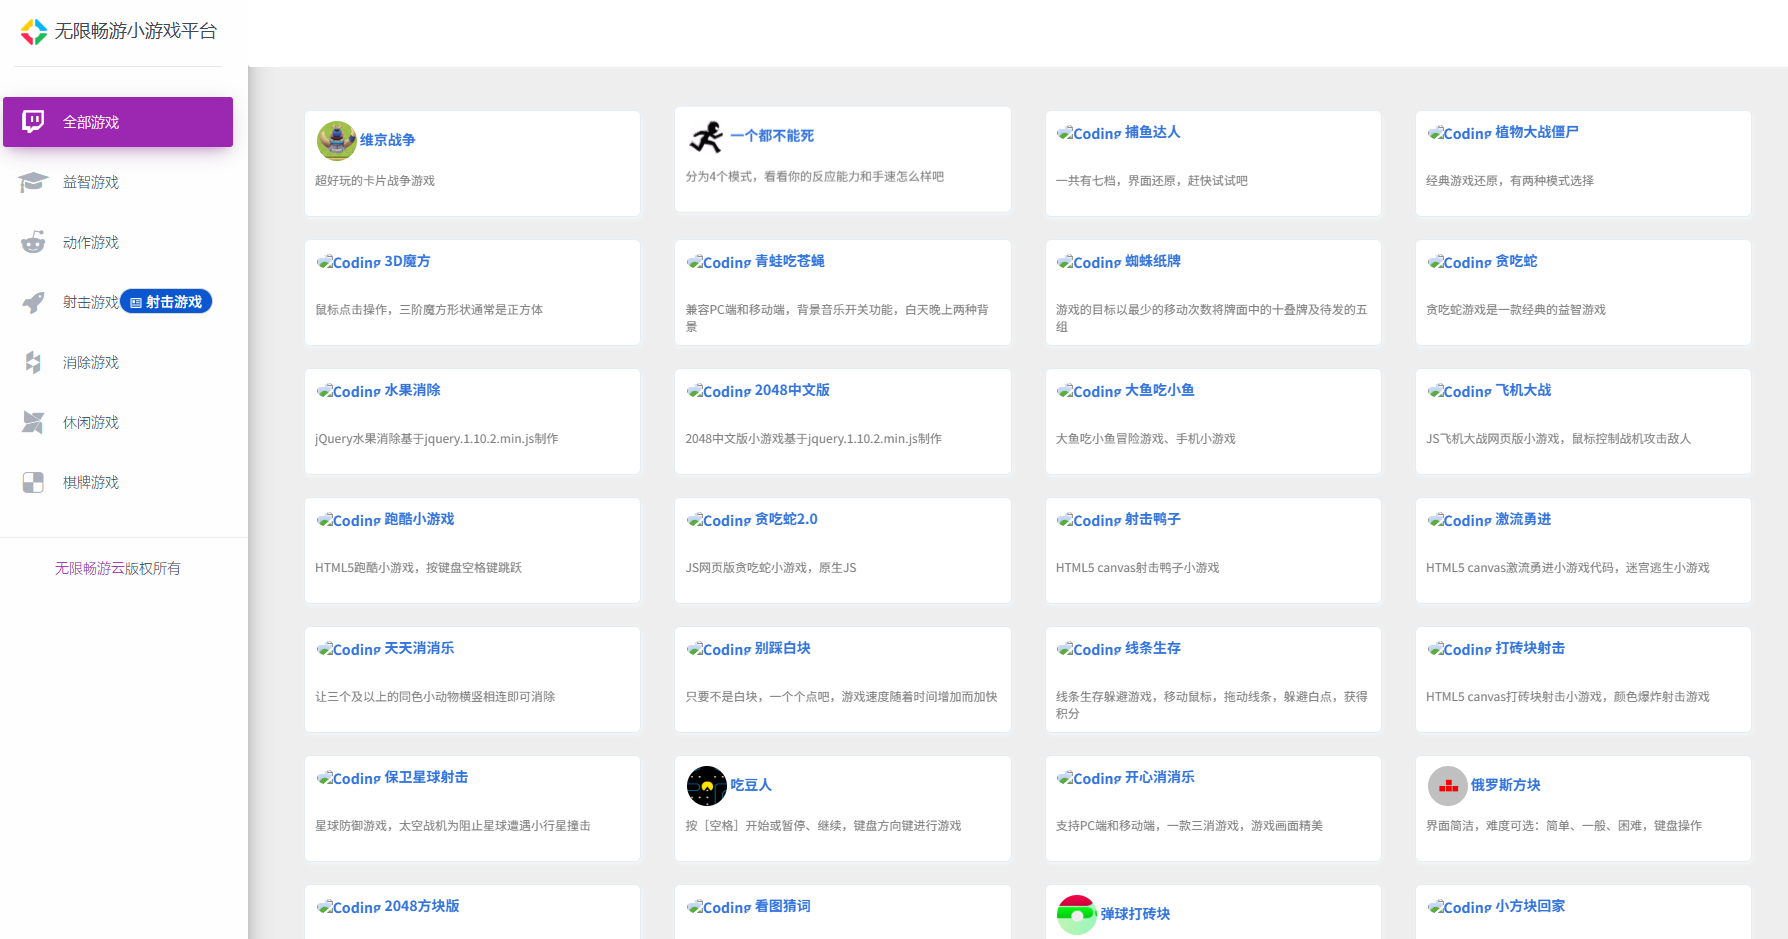 无限畅游小游戏平台
全部游戏
益智游戏
动作游戏
射击游戏 射击游戏
消除游戏
休闲游戏
棋牌游戏
无限畅游云版权所有
维京战争
超好玩的卡片战争游戏
一个都不能死
分为4个模式，看看你的反应能力和手速怎么样吧
Coding 捕鱼达人
一共有七档，界面还原，赶快试试吧
Coding 植物大战僵尸
经典游戏还原，有两种模式选择
Coding 3D魔方
鼠标点击操作，三阶魔方形状通常是正方体
Coding 青蛙吃苍蝇
兼容PC端和移动端，背景音乐开关功能，白天晚上两种背
景
Coding 蜘蛛纸牌
游戏的目标以最少的移动次数将牌面中的十叠牌及待发的五
组
Coding 贪吃蛇
贪吃蛇游戏是一款经典的益智游戏
Coding 水果消除
jQuery水果消除基于jquery.1.10.2.min.js制作
Coding 2048中文版
2048中文版小游戏基于jquery.1.10.2.min.js制作
Coding 大鱼吃小鱼
大鱼吃小鱼冒险游戏、手机小游戏
Coding 飞机大战
JS飞机大战网页版小游戏，鼠标控制战机攻击敌人
Coding 跑酷小游戏
HTML5跑酷小游戏，按键盘空格键跳跃
Coding 贪吃蛇2.0
JS网页版贪吃蛇小游戏，原生JS
Coding 射击鸭子
HTML5 canvas射击鸭子小游戏
Coding 激流勇进
HTML5 canvas激流勇进小游戏代码，迷宫逃生小游戏
Coding 天天消消乐
让三个及以上的同色小动物横竖相连即可消除
Coding 别踩白块
只要不是白块，一个个点吧，游戏速度随着时间增加而加快
Coding 线条生存
线条生存躲避游戏，移动鼠标，拖动线条，躲避白点，获得
积分
Coding 打砖块射击
HTML5 canvas打砖块射击小游戏，颜色爆炸射击游戏
Coding 保卫星球射击
星球防御游戏，太空战机为阻止星球遭遇小行星撞击
吃豆人
按［空格］开始或暂停、继续，键盘方向键进行游戏
Coding 开心消消乐
支持PC端和移动端，一款三消游戏，游戏画面精美
俄罗斯方块
界面简洁，难度可选：简单、一般、困难，键盘操作
Coding 2048方块版
Coding 看图猜词
弹球打砖块
Coding 小方块回家